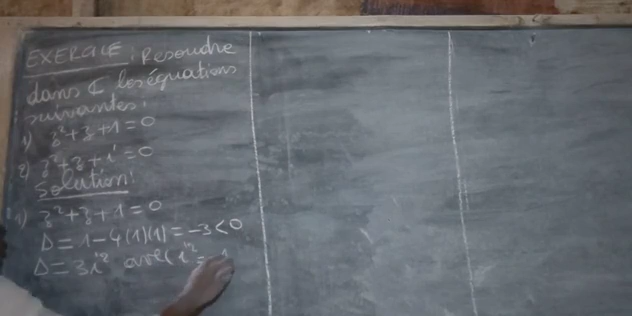 EXERCICE : Resoudre
dans ℂ les équations
suivantes :
1) z²+z+1=0
2) z²+z+i=0
Solution :
1) z²+z+1=0
Δ= 1-4(1)(1) = -3<0
Δ= 3i² avec i²=-1